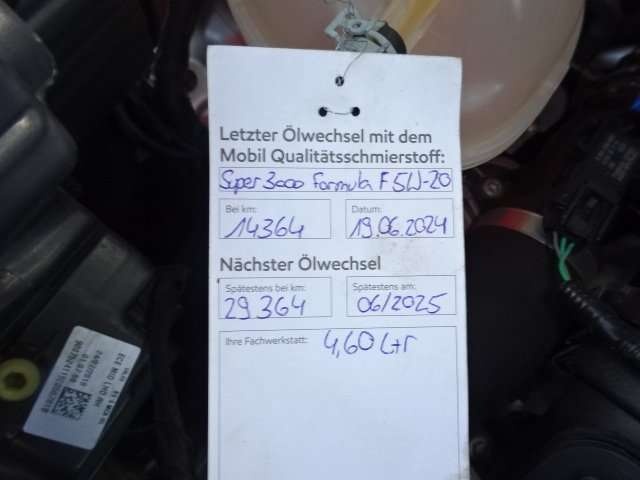 Letzter Ölwechsel mit dem
Mobil Qualitätsschmierstoff:
Super 3000 Formula F 5W-20
Bei km:
14364
Datum:
19.06.2024
Nächster Ölwechsel
Spätestens bei km:
29364
Spätestens am:
06/2025
Ihre Fachwerkstatt:
4,60 Ltr